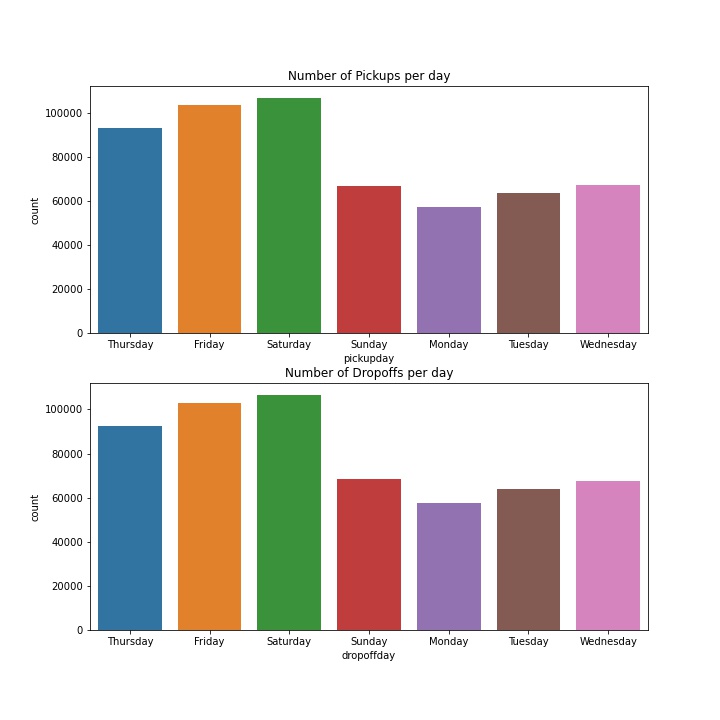 Number of Pickups per day
100000
80000
60000
40000
20000
0
count
Thursday Friday Saturday Sunday Monday Tuesday Wednesday
pickupday
Number of Dropoffs per day
100000
80000
60000
40000
20000
0
count
Thursday Friday Saturday Sunday Monday Tuesday Wednesday
dropoffday